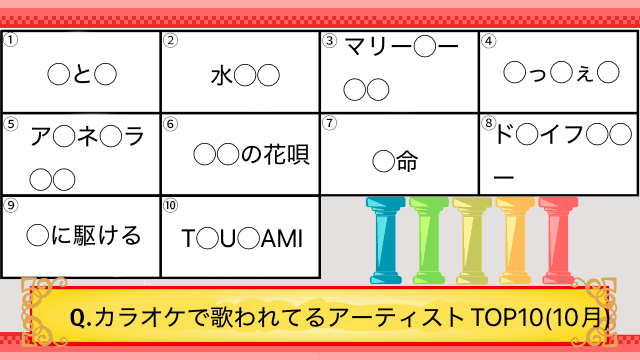 ① ◯と◯
② 水◯◯
③ マリー◯ー
◯◯
④ ◯っ◯ぇ◯
⑤ ア◯ネ◯ラ
◯◯
⑥ ◯◯の花唄
⑦ ◯命
⑧ ド◯イフ◯◯
ー
⑨ ◯に駆ける
⑩ T◯U◯AMI
Q.カラオケで歌われてるアーティスト TOP10(10月)